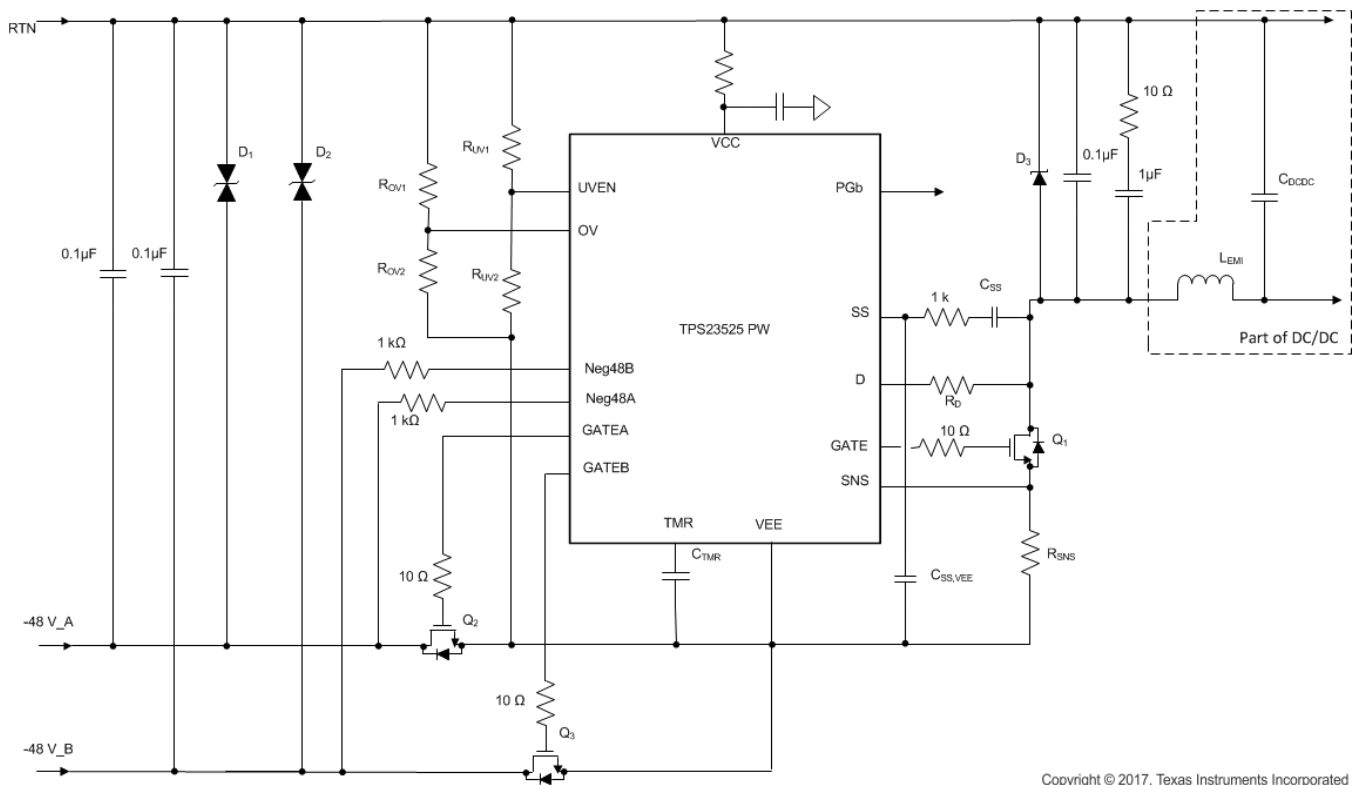 RTN
D1
D2
0.1µF
0.1µF
ROV1
ROV2
RUV1
RUV2
1 kΩ
1 kΩ
VCC
UVEN
OV
PGb
TPS23525 PW
Neg48B
Neg48A
GATEA
GATEB
SS
D
GATE
SNS
TMR
VEE
CTMR
1 k
CSS
RD
10 Ω
Q1
RSNS
CSS,VEE
D3
0.1µF
10 Ω
1µF
CDCDC
LEMI
Part of DC/DC
10 Ω
Q2
-48 V_A
10 Ω
Q3
-48 V_B
Copyright © 2017, Texas Instruments Incorporated